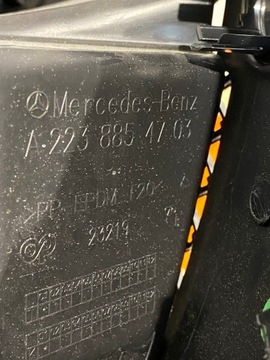 Mercedes-Benz
A 223 885 47 03
>PP EPDM T20<
23219